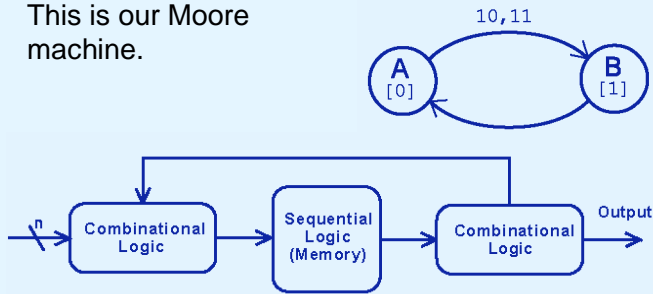 This is our Moore
machine.
10,11
A
[0]
B
[1]
n
Combinational
Logic
Sequential
Logic
(Memory)
Combinational
Logic
Output